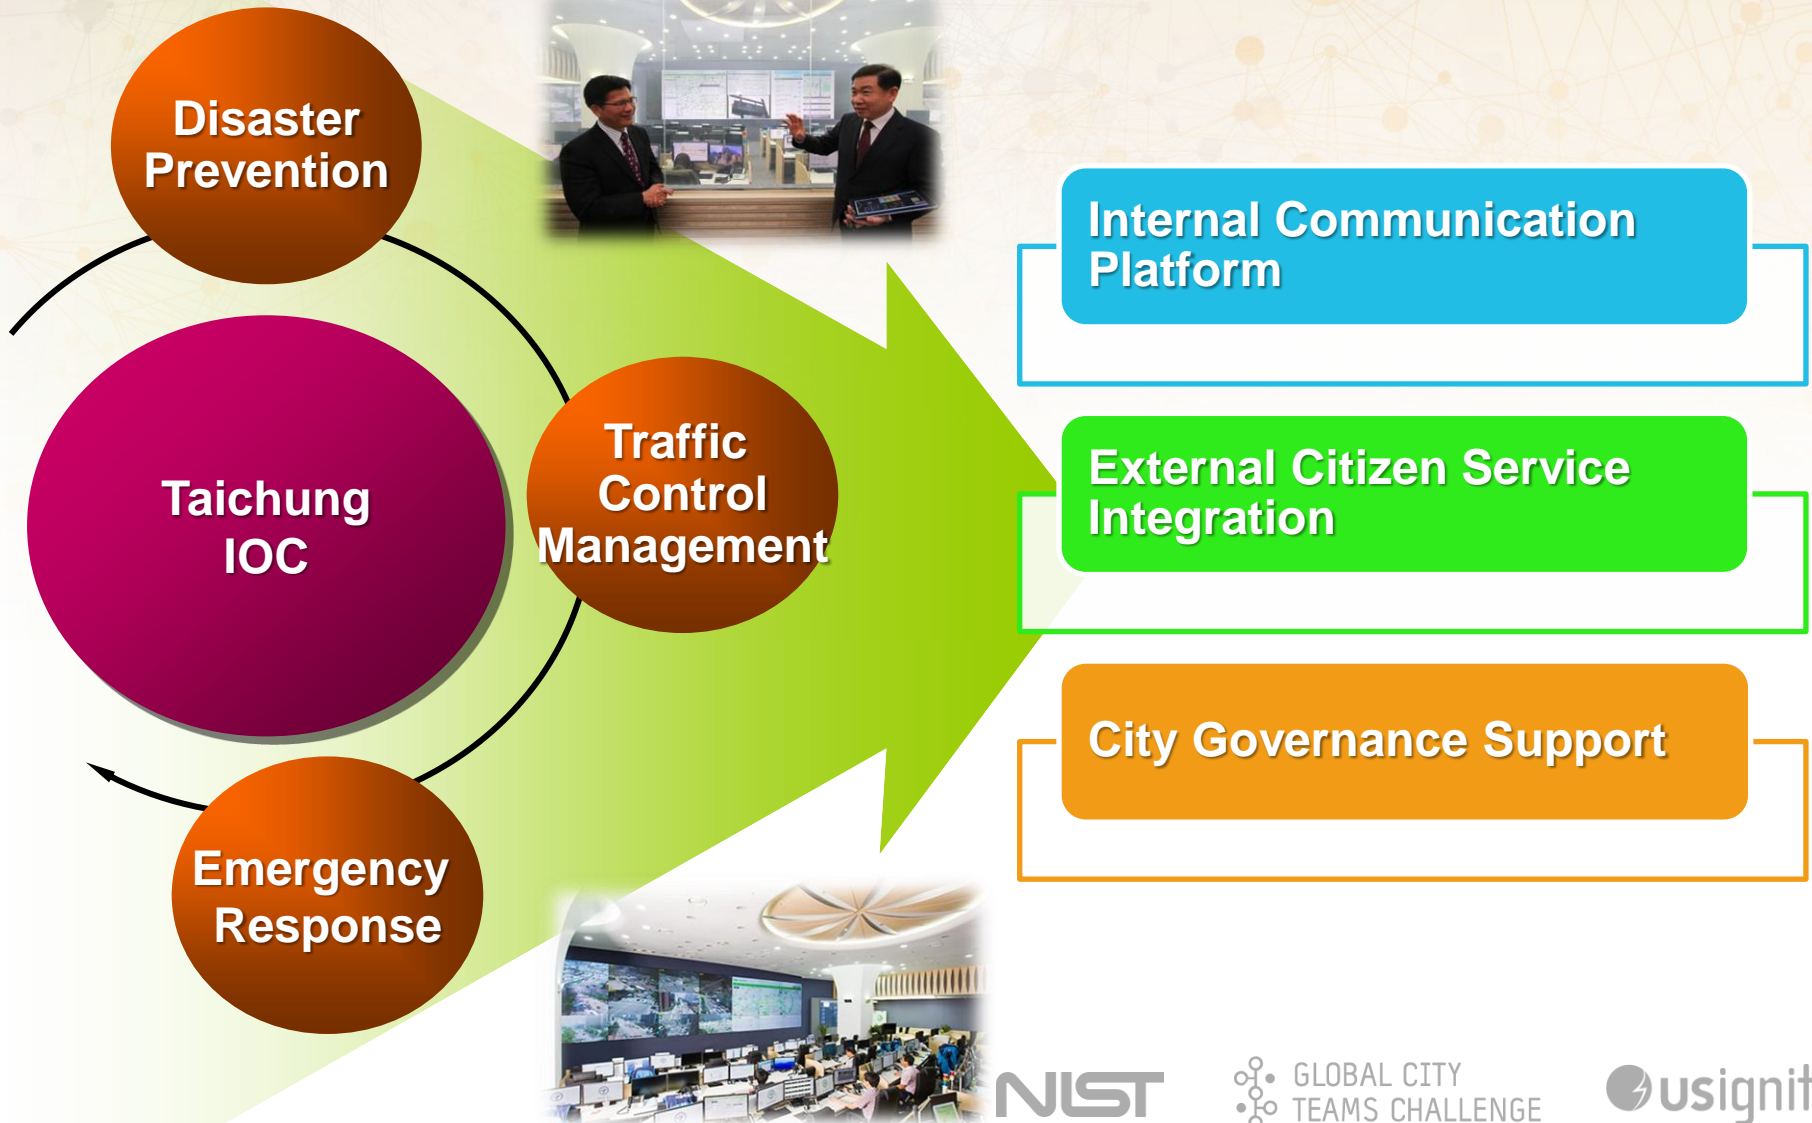 Disaster
Prevention
Taichung
IOC
Traffic
Control
Management
Emergency
Response
Internal Communication
Platform
External Citizen Service
Integration
City Governance Support
NIST
GLOBAL CITY
TEAMS CHALLENGE
usignit